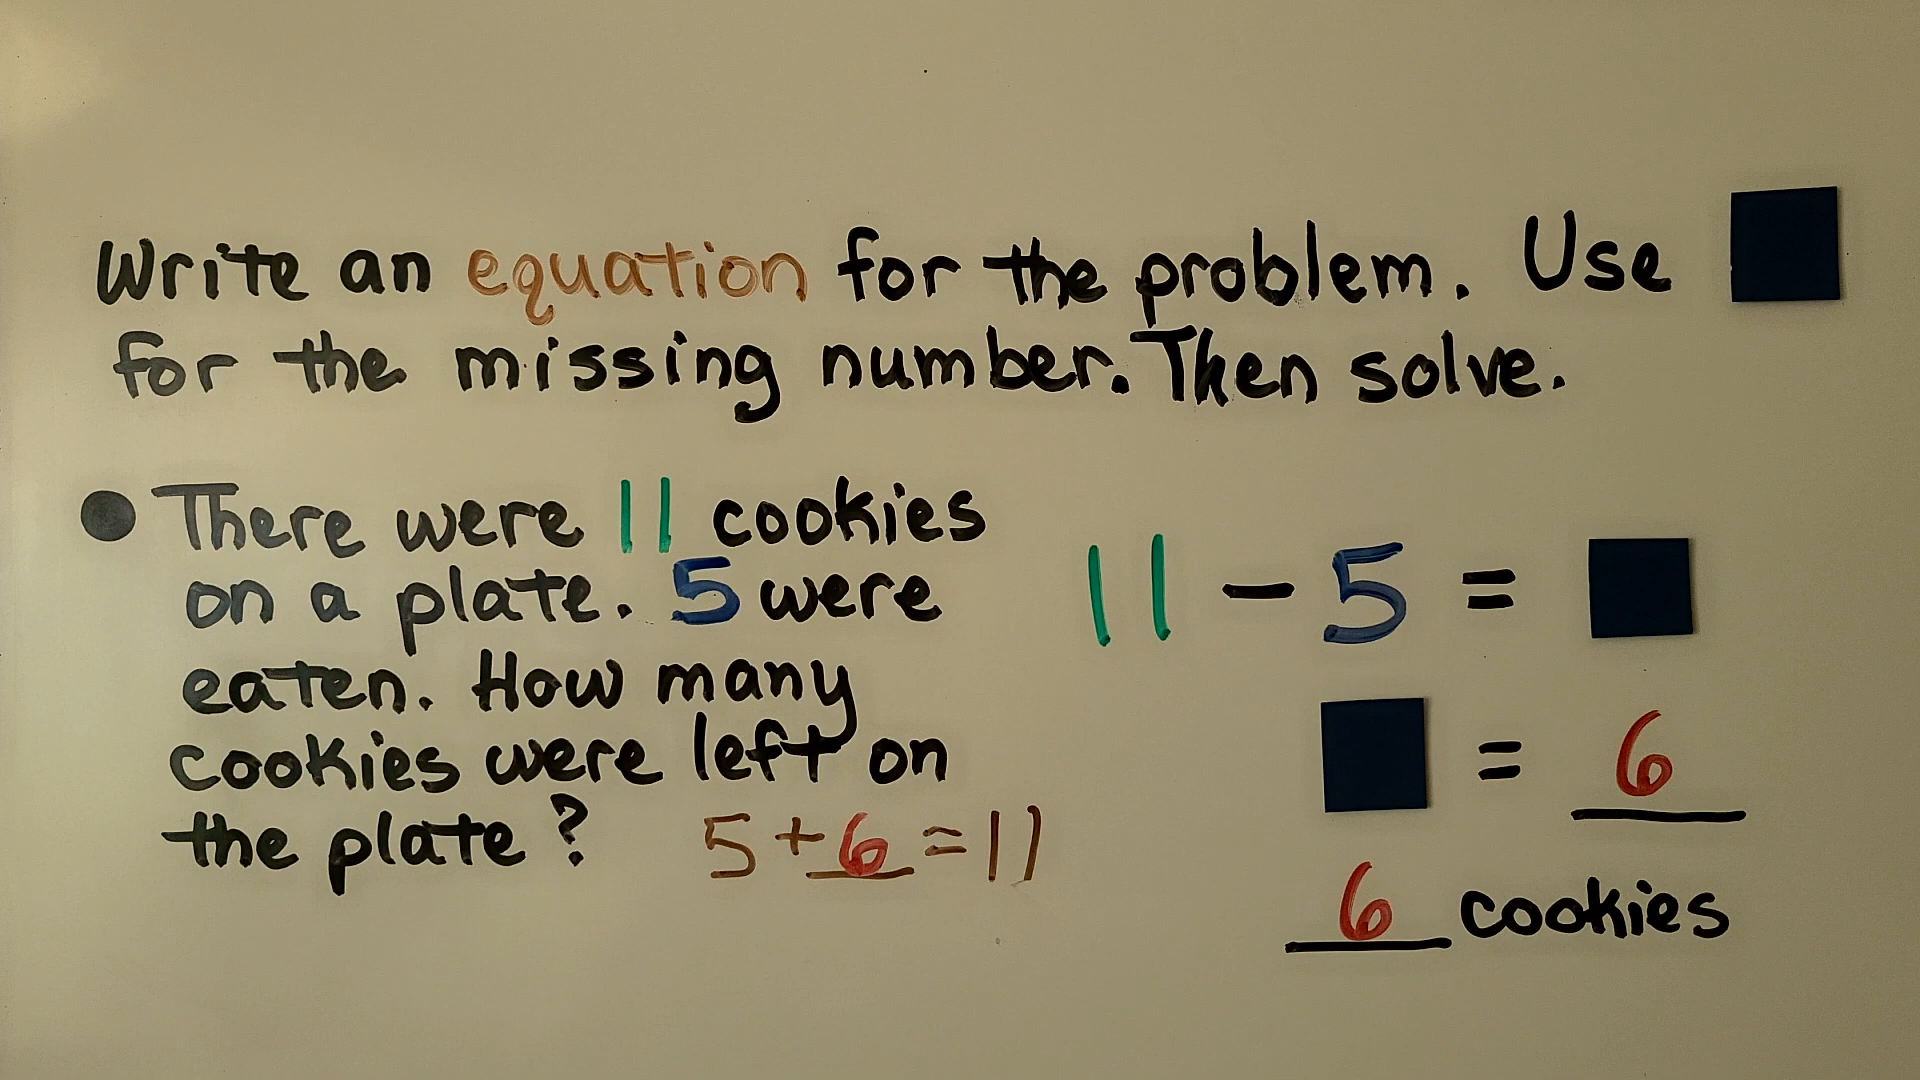 Write an equation for the problem. Use ■
for the missing number. Then solve.
● There were 11 cookies
on a plate. 5 were
eaten. How many
cookies were left on
the plate?
5 + 6 = 11
11 - 5 = ■
■ = 6
6 cookies